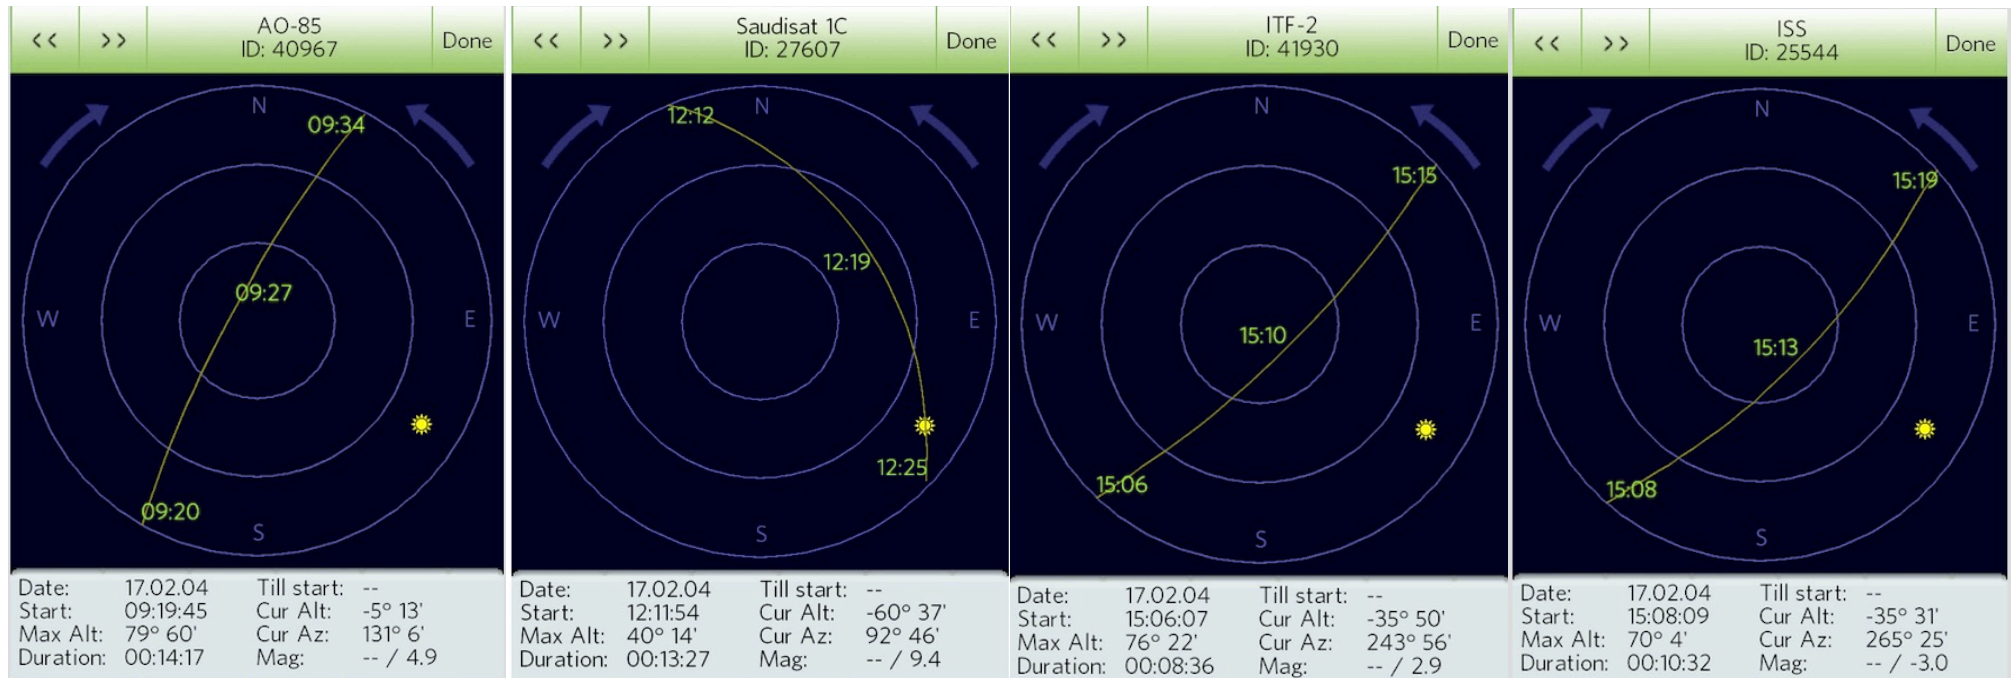 << >> AO-85 Done
ID: 40967
N
09:34
09:27
W E
09:20
S
Date: 17.02.04 Till start: --
Start: 09:19:45 Cur Alt: -5° 13'
Max Alt: 79° 60' Cur Az: 131° 6'
Duration: 00:14:17 Mag: -- / 4.9
<< >> Saudisat 1C Done
ID: 27607
N
12:12
12:19
W E
12:25
S
Date: 17.02.04 Till start: --
Start: 12:11:54 Cur Alt: -60° 37'
Max Alt: 40° 14' Cur Az: 92° 46'
Duration: 00:13:27 Mag: -- / 9.4
<< >> ITF-2 Done
ID: 41930
N
15:15
W E
15:10
15:06
S
Date: 17.02.04 Till start: --
Start: 15:06:07 Cur Alt: -35° 50'
Max Alt: 76° 22' Cur Az: 243° 56'
Duration: 00:08:36 Mag: -- / 2.9
<< >> ISS Done
ID: 25544
N
15:19
W E
15:13
15:08
S
Date: 17.02.04 Till start: --
Start: 15:08:09 Cur Alt: -35° 31'
Max Alt: 70° 4' Cur Az: 265° 25'
Duration: 00:10:32 Mag: -- / -3.0